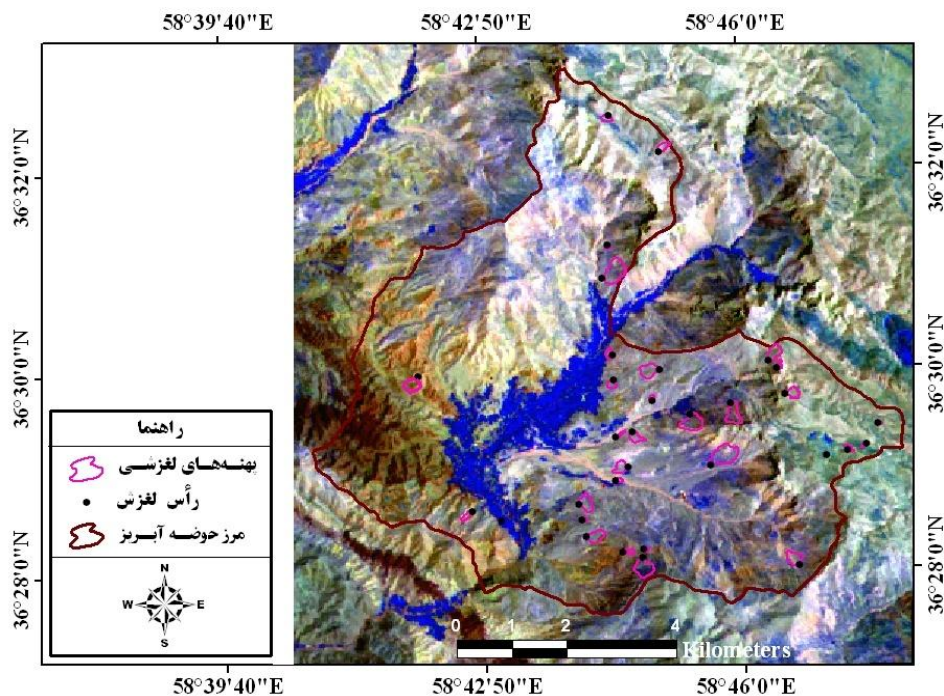 58°39'40"E 58°42'50"E 58°46'0"E
36°32'0"N 36°32'0"N
36°30'0"N 36°30'0"N
راهنما
پهنه‌های لغزشی
رأس لغزش
مرز حوضه آبریز
N
W E
S
36°28'0"N 36°28'0"N
0 1 2 4
Kilometers
58°39'40"E 58°42'50"E 58°46'0"E